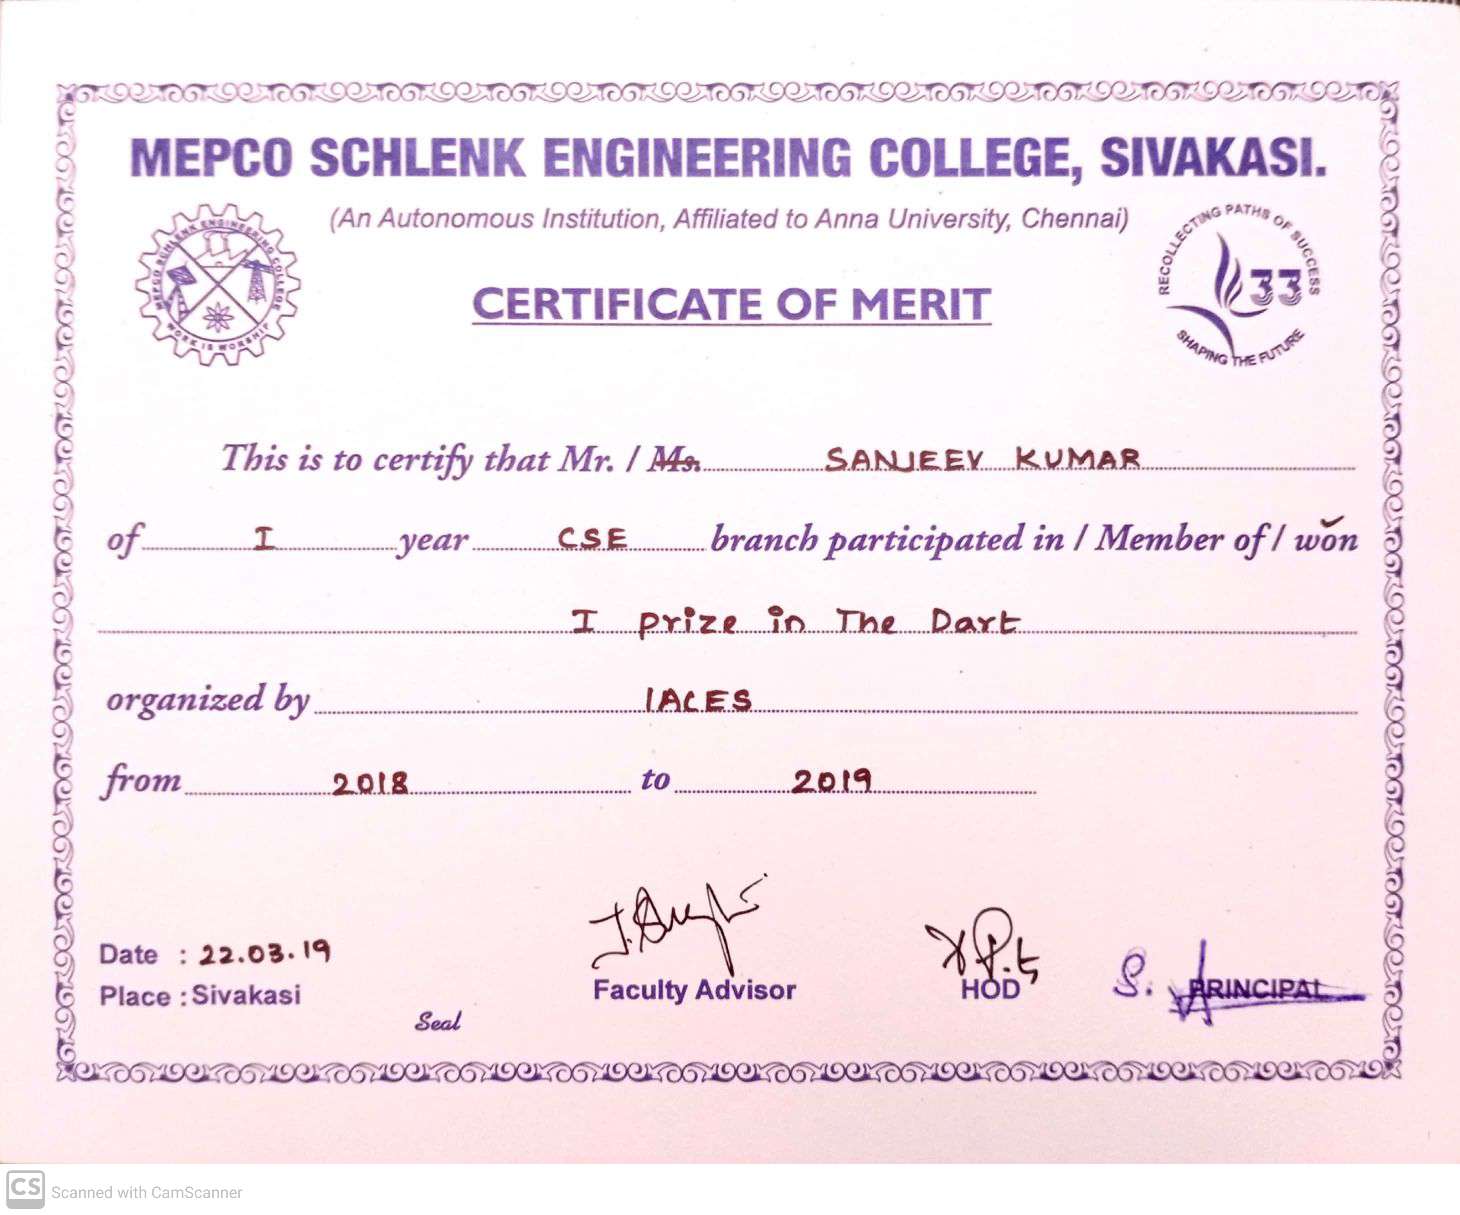 MEPCO SCHLENK ENGINEERING COLLEGE, SIVAKASI.
(An Autonomous Institution, Affiliated to Anna University, Chennai)
MEPCO SCHLENK ENGINEERING COLLEGE
WORK IS WORSHIP
CERTIFICATE OF MERIT
RECOLLECTING PATHS OF SUCCESS
33
SHAPING THE FUTURE
This is to certify that Mr. / Ms. SANJEEV KUMAR
of I year CSE branch participated in / Member of / won
I prize in The Dart
organized by IACES
from 2018 to 2019
Date : 22.03.19
Place : Sivakasi
Seal
Faculty Advisor
HOD
PRINCIPAL
CS Scanned with CamScanner